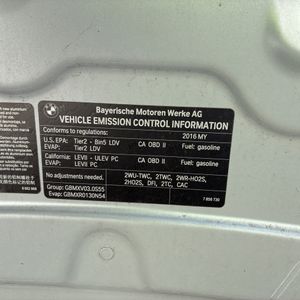 Bayerische Motoren Werke AG
VEHICLE EMISSION CONTROL INFORMATION
Conforms to regulations: 2016 MY
U.S. EPA: Tier2 - Bin5 LDV CA OBD II Fuel: gasoline
EVAP: Tier2 LDV
California: LEVII - ULEV PC CA OBD II Fuel: gasoline
EVAP: LEVII PC
No adjustments needed. 2WU-TWC, 2TWC, 2WR-HO2S,
2HO2S, DFI, 2TC, CAC
Group: GBMXV03.0S55
Evap: GBMXR0130N54